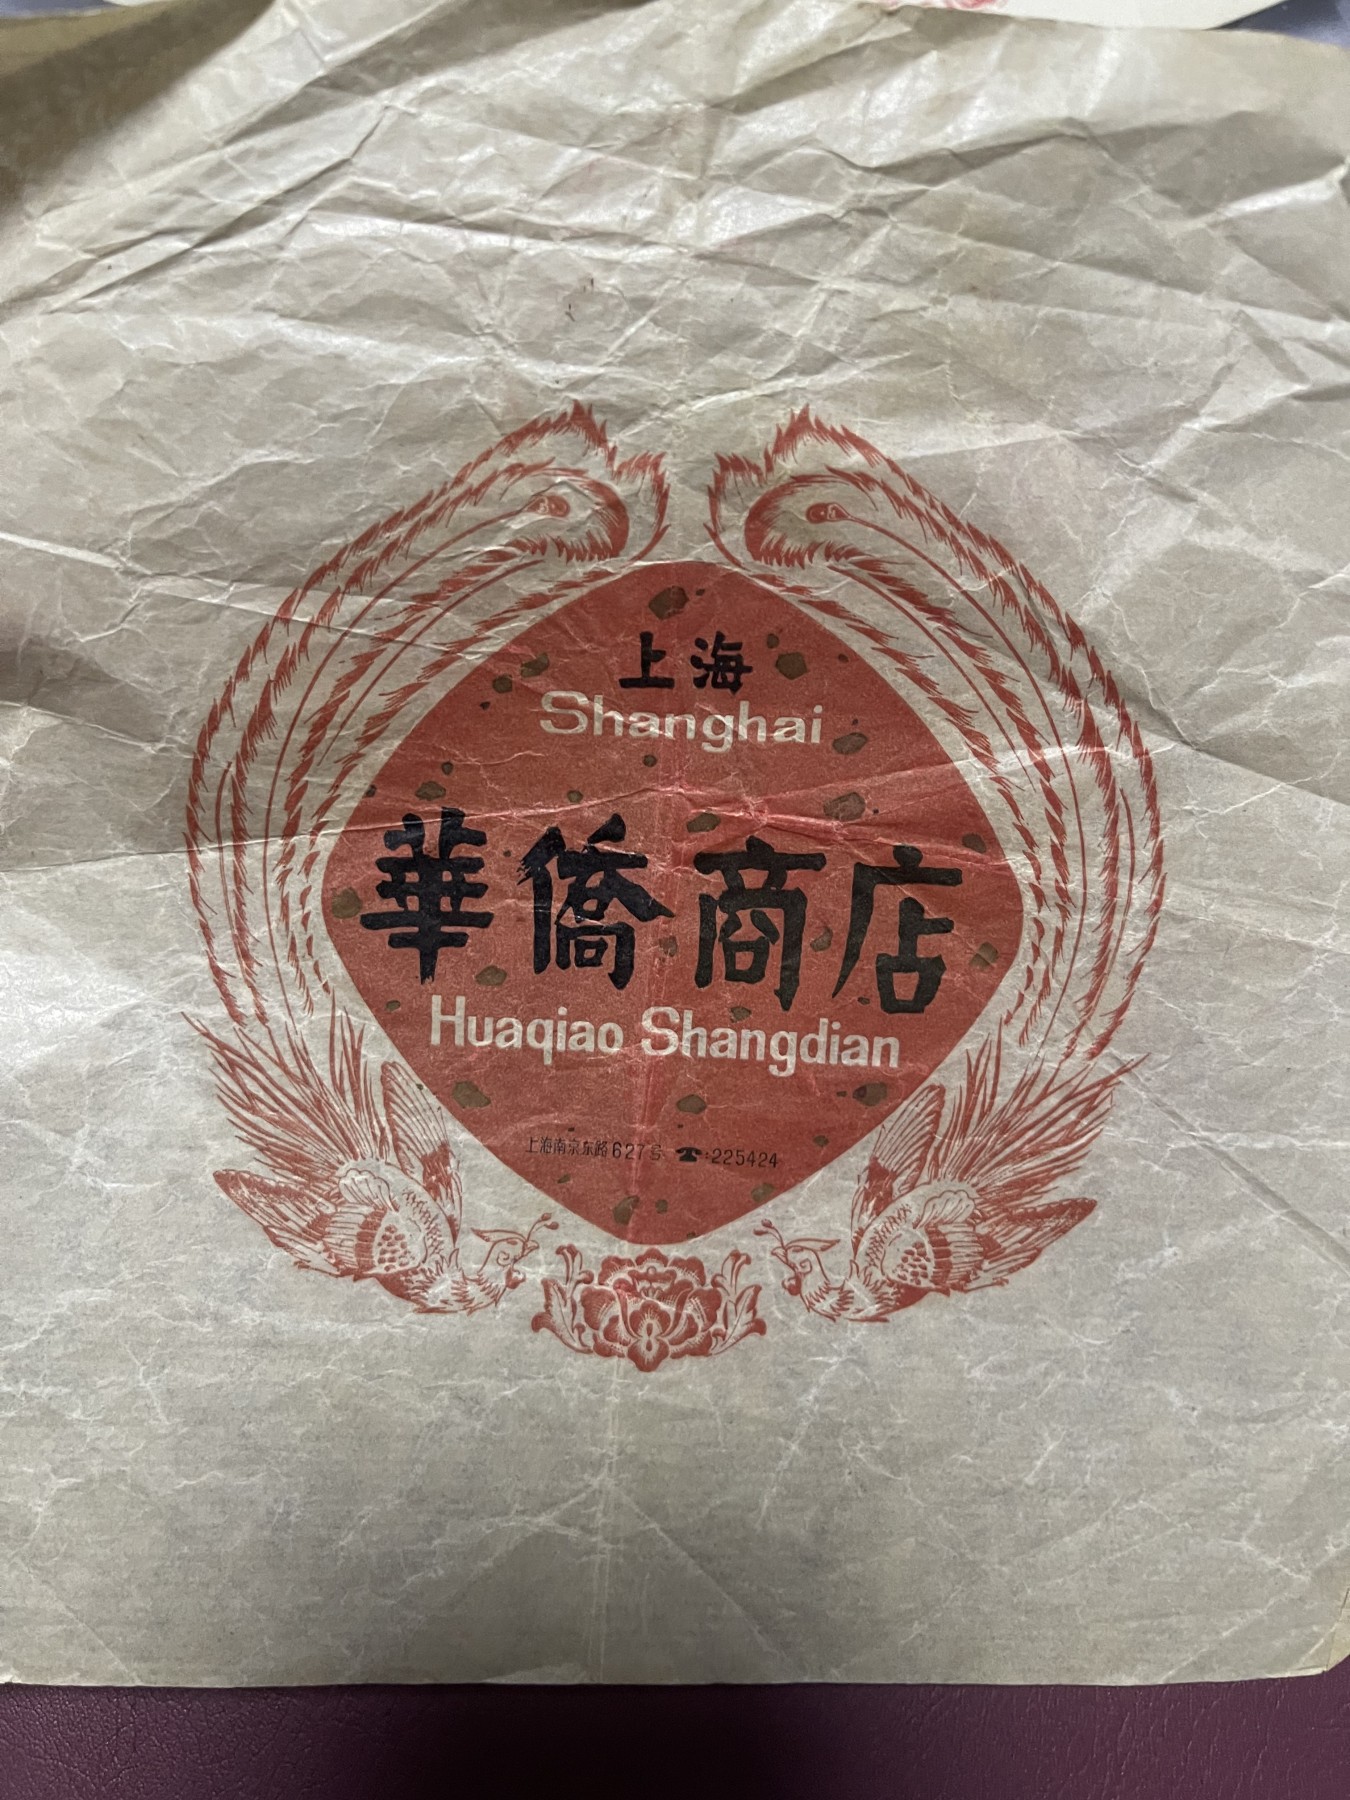 上海
Shanghai
華僑商店
Huaqiao Shangdian
上海南京东路627号 ☎:225424